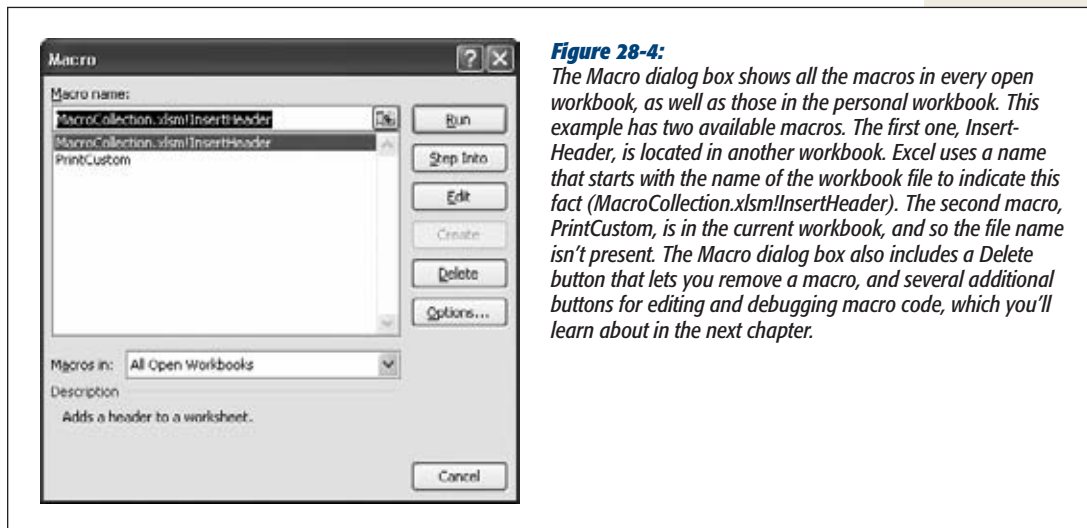 Macro
Macro name:
MacroCollection.xlsm!InsertHeader
MacroCollection.xlsm!InsertHeader
PrintCustom
Run
Step Into
Edit
Create
Delete
Options...
Macros in: All Open Workbooks
Description
Adds a header to a worksheet.
Cancel
Figure 28-4:
The Macro dialog box shows all the macros in every open
workbook, as well as those in the personal workbook. This
example has two available macros. The first one, Insert-
Header, is located in another workbook. Excel uses a name
that starts with the name of the workbook file to indicate this
fact (MacroCollection.xlsm!InsertHeader). The second macro,
PrintCustom, is in the current workbook, and so the file name
isn't present. The Macro dialog box also includes a Delete
button that lets you remove a macro, and several additional
buttons for editing and debugging macro code, which you'll
learn about in the next chapter.